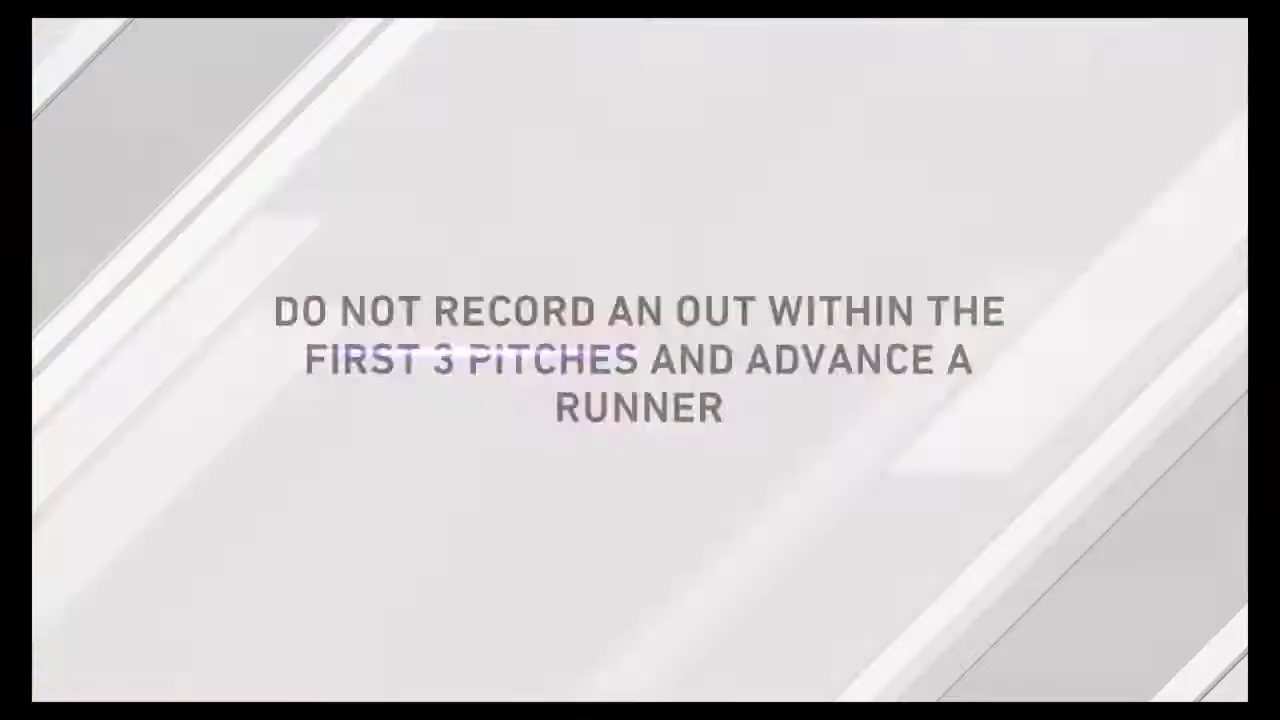 DO NOT RECORD AN OUT WITHIN THE
FIRST 3 PITCHES AND ADVANCE A
RUNNER